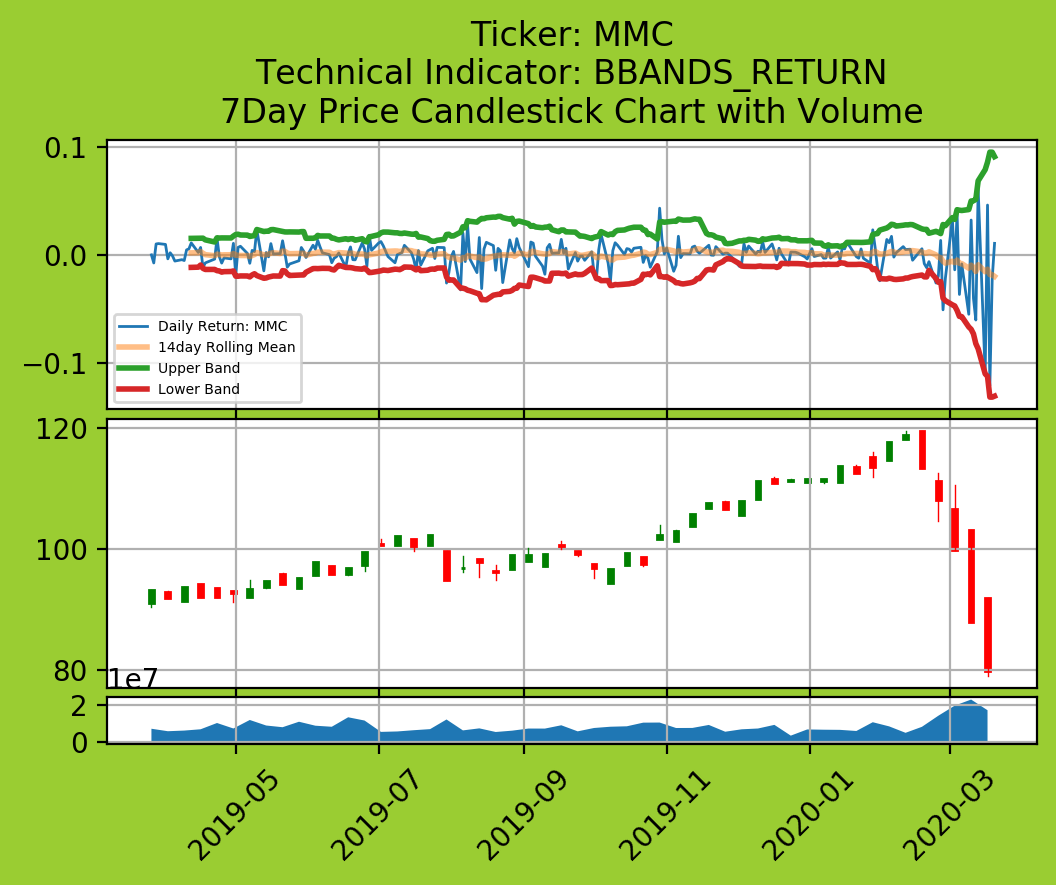 Ticker: MMC
Technical Indicator: BBANDS_RETURN
7Day Price Candlestick Chart with Volume
0.1
0.0
−0.1
Daily Return: MMC
14day Rolling Mean
Upper Band
Lower Band
120
100
80
1e7
2
0
2019-05
2019-07
2019-09
2019-11
2020-01
2020-03